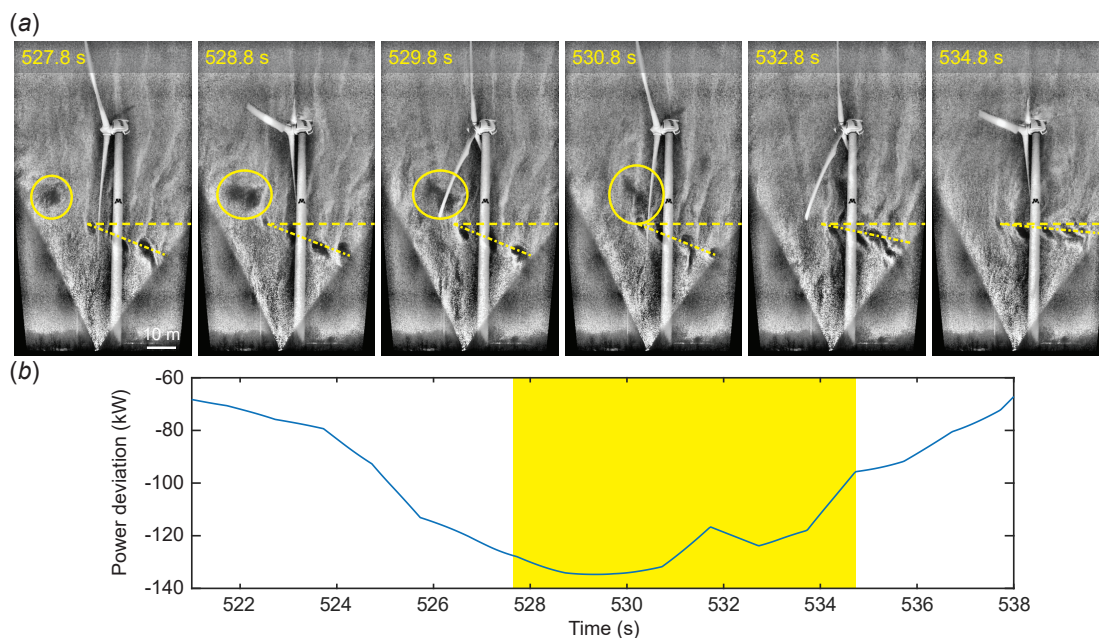 (a)
527.8 s
528.8 s
529.8 s
530.8 s
532.8 s
534.8 s
10 m
(b)
Power deviation (kW)
-60
-80
-100
-120
-140
522
524
526
528
530
532
534
536
538
Time (s)